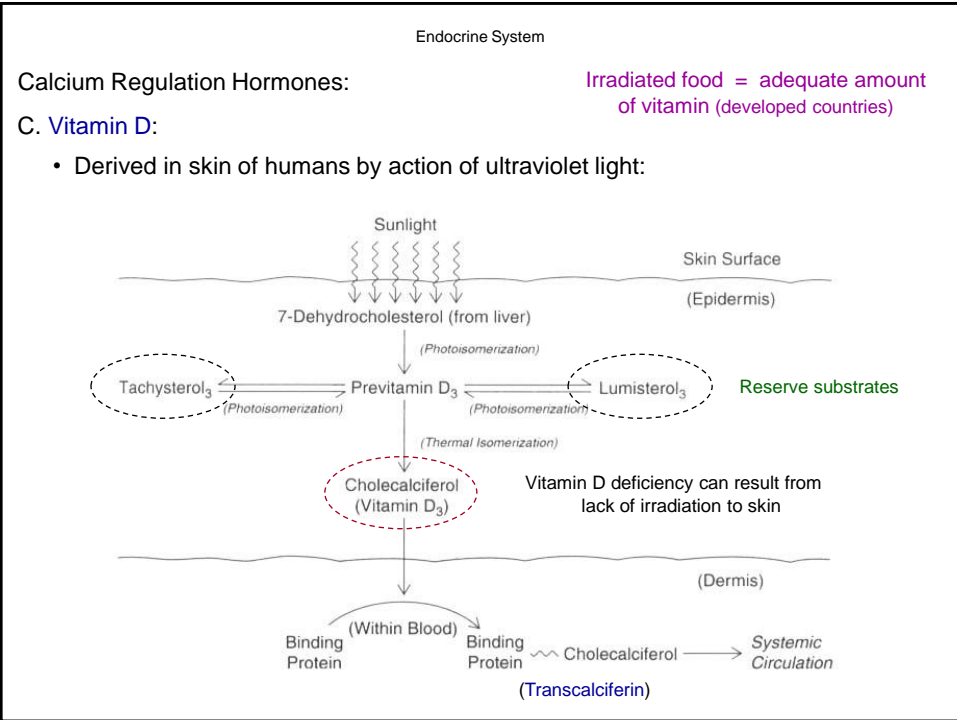 Endocrine System
Calcium Regulation Hormones:
Irradiated food = adequate amount
of vitamin (developed countries)
C. Vitamin D:
• Derived in skin of humans by action of ultraviolet light:
Sunlight
Skin Surface
(Epidermis)
7-Dehydrocholesterol (from liver)
(Photoisomerization)
Tachysterol₃ Previtamin D₃ Lumisterol₃ Reserve substrates
(Photoisomerization) (Photoisomerization)
(Thermal Isomerization)
Cholecalciferol
(Vitamin D₃)
Vitamin D deficiency can result from
lack of irradiation to skin
(Dermis)
(Within Blood)
Binding
Protein
Binding
Protein
Cholecalciferol
Systemic
Circulation
(Transcalciferin)